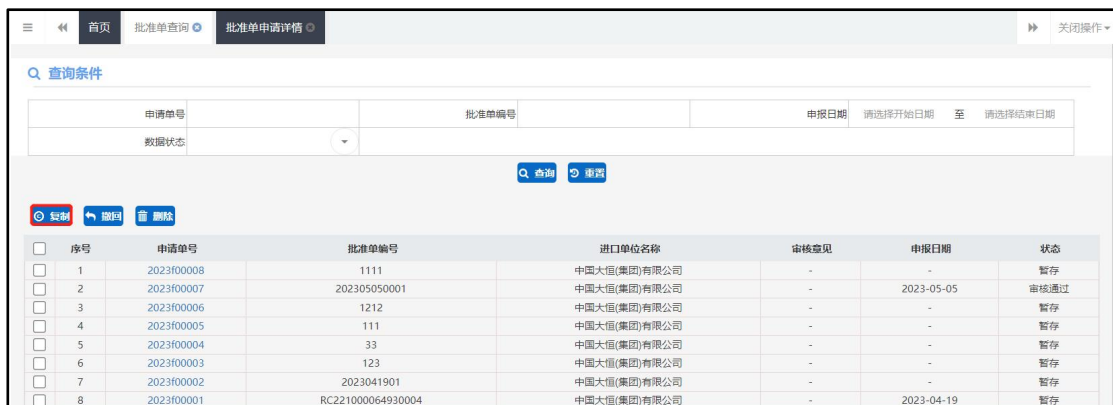 首页 批准单查询 批准单申请详情 关闭操作
查询条件
申请单号 批准单编号 申报日期 请选择开始日期 至 请选择结束日期
数据状态
查询 重置
复制 撤回 删除
序号 申请单号 批准单编号 进口单位名称 审核意见 申报日期 状态
1 2023f00008 1111 中国大恒(集团)有限公司 - - 暂存
2 2023f00007 202305050001 中国大恒(集团)有限公司 - 2023-05-05 审核通过
3 2023f00006 1212 中国大恒(集团)有限公司 - - 暂存
4 2023f00005 111 中国大恒(集团)有限公司 - - 暂存
5 2023f00004 33 中国大恒(集团)有限公司 - - 暂存
6 2023f00003 123 中国大恒(集团)有限公司 - - 暂存
7 2023f00002 2023041901 中国大恒(集团)有限公司 - - 暂存
8 2023f00001 RC221000064930004 中国大恒(集团)有限公司 - 2023-04-19 暂存